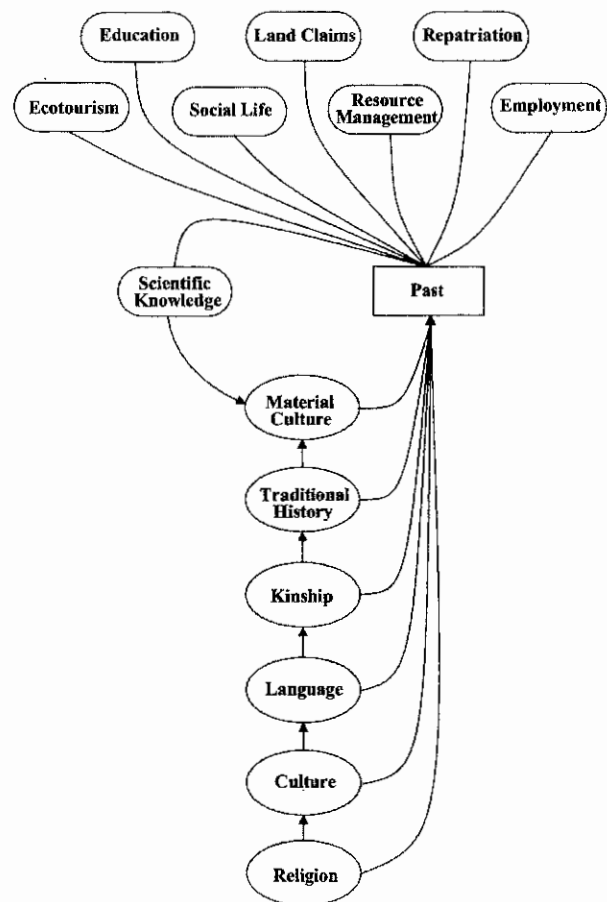 Education
Land Claims
Repatriation
Ecotourism
Social Life
Resource
Management
Employment
Scientific
Knowledge
Past
Material
Culture
Traditional
History
Kinship
Language
Culture
Religion